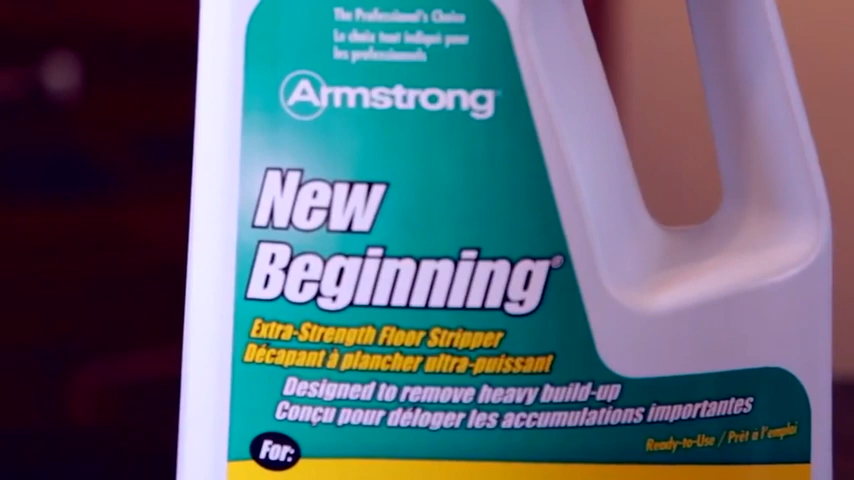 The Professional's Choice
Le choix tout indiqué pour
les professionnels
Armstrong
New
Beginning®
Extra-Strength Floor Stripper
Décapant à plancher ultra-puissant
Designed to remove heavy build-up
Conçu pour déloger les accumulations importantes
Ready-to-Use / Prêt à l'emploi
For: